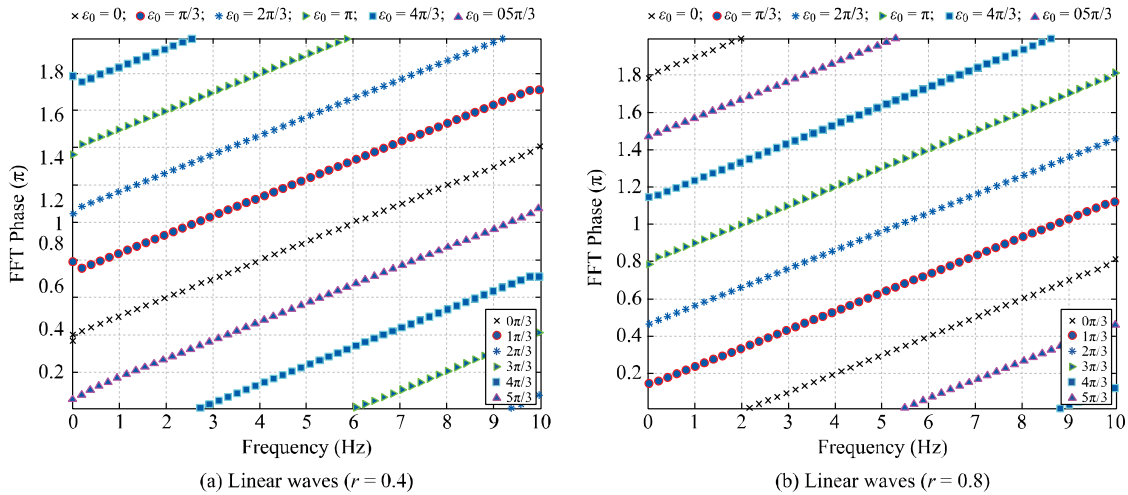 ε0 = 0; ε0 = π/3; ε0 = 2π/3; ε0 = π; ε0 = 4π/3; ε0 = 05π/3
1.8
1.6
1.4
1.2
1
0.8
0.6
0.4
0.2
FFT Phase (π)
0π/3
1π/3
2π/3
3π/3
4π/3
5π/3
0 1 2 3 4 5 6 7 8 9 10
Frequency (Hz)
(a) Linear waves (r = 0.4)
ε0 = 0; ε0 = π/3; ε0 = 2π/3; ε0 = π; ε0 = 4π/3; ε0 = 05π/3
1.8
1.6
1.4
1.2
1
0.8
0.6
0.4
0.2
FFT Phase (π)
0π/3
1π/3
2π/3
3π/3
4π/3
5π/3
0 1 2 3 4 5 6 7 8 9 10
Frequency (Hz)
(b) Linear waves (r = 0.8)